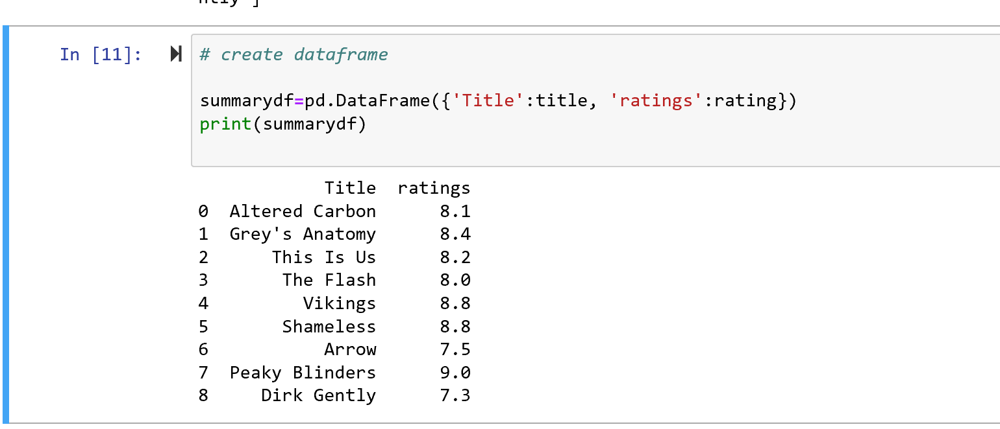 ntly']
In [11]:
# create dataframe
summarydf=pd.DataFrame({'Title':title, 'ratings':rating})
print(summarydf)
Title ratings
0 Altered Carbon 8.1
1 Grey's Anatomy 8.4
2 This Is Us 8.2
3 The Flash 8.0
4 Vikings 8.8
5 Shameless 8.8
6 Arrow 7.5
7 Peaky Blinders 9.0
8 Dirk Gently 7.3